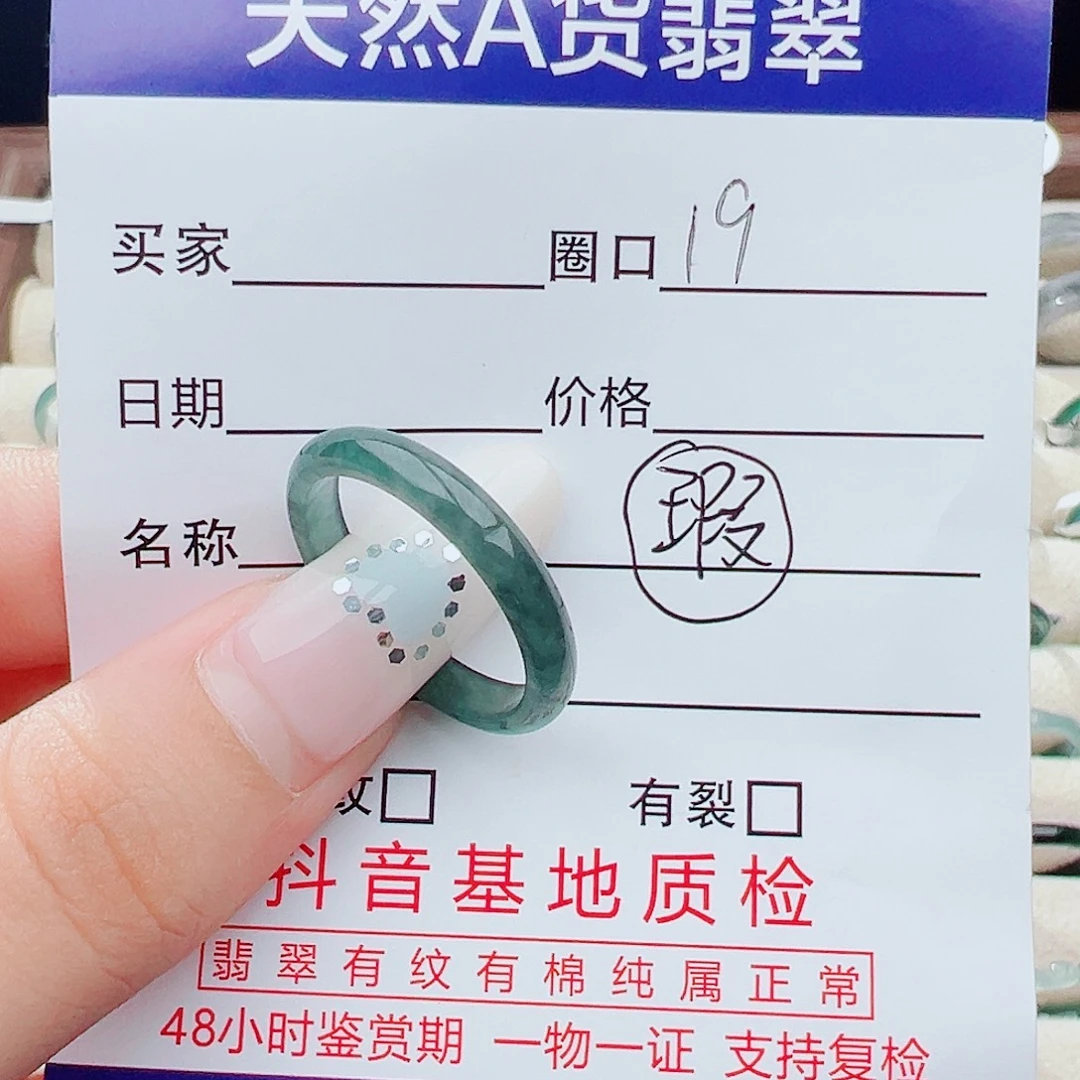 天然A货翡翠
买家 圈口 19
日期 价格
名称 瑕
纹□ 有裂□
抖音基地质检
翡翠有纹有棉纯属正常
48小时鉴赏期 一物一证 支持复检